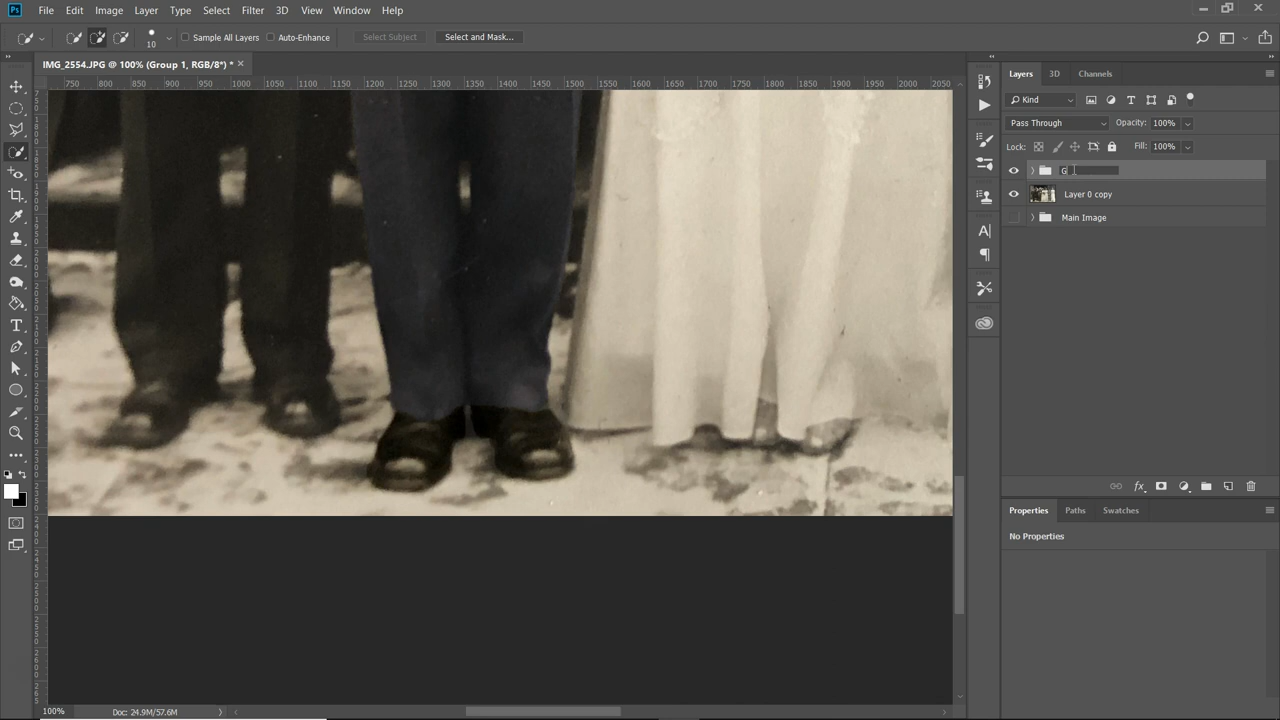 Ps File Edit Image Layer Type Select Filter 3D View Window Help
10 Sample All Layers Auto-Enhance Select Subject Select and Mask...
IMG_2554.JPG @ 100% (Group 1, RGB/8*) *
750 800 850 900 950 1000 1050 1100 1150 1200 1250 1300 1350 1400 1450 1500 1550 1600 1650 1700 1750 1800 1850 1900 1950 2000 2050
Layers 3D Channels
Kind
Pass Through Opacity: 100%
Lock: Fill: 100%
G
Layer 0 copy
Main Image
Properties Paths Swatches
No Properties
100% Doc: 24.9M/57.6M